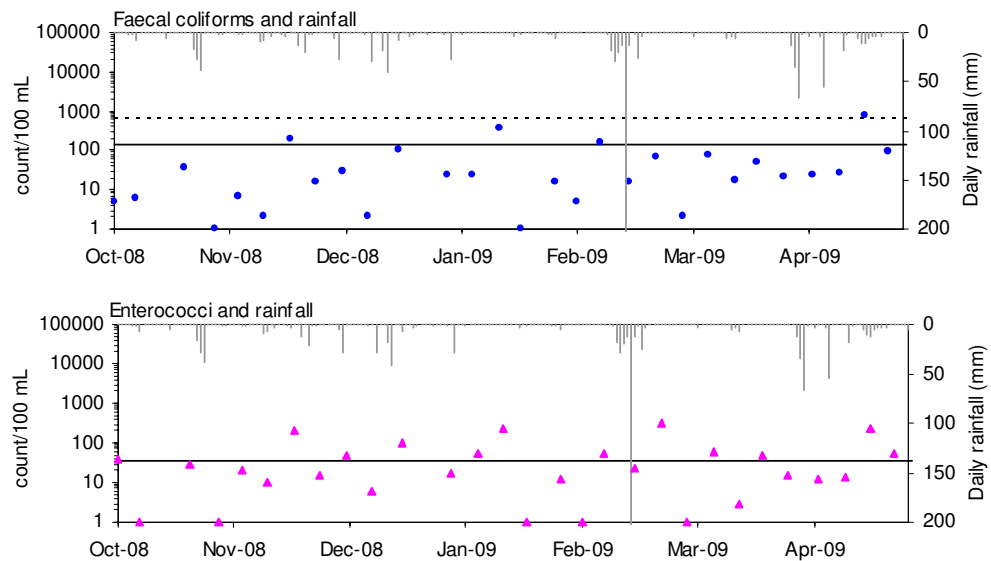 Faecal coliforms and rainfall
count/100 mL
100000
10000
1000
100
10
1
0
50
100
150
200
Daily rainfall (mm)
Oct-08 Nov-08 Dec-08 Jan-09 Feb-09 Mar-09 Apr-09
Enterococci and rainfall
count/100 mL
100000
10000
1000
100
10
1
0
50
100
150
200
Daily rainfall (mm)
Oct-08 Nov-08 Dec-08 Jan-09 Feb-09 Mar-09 Apr-09